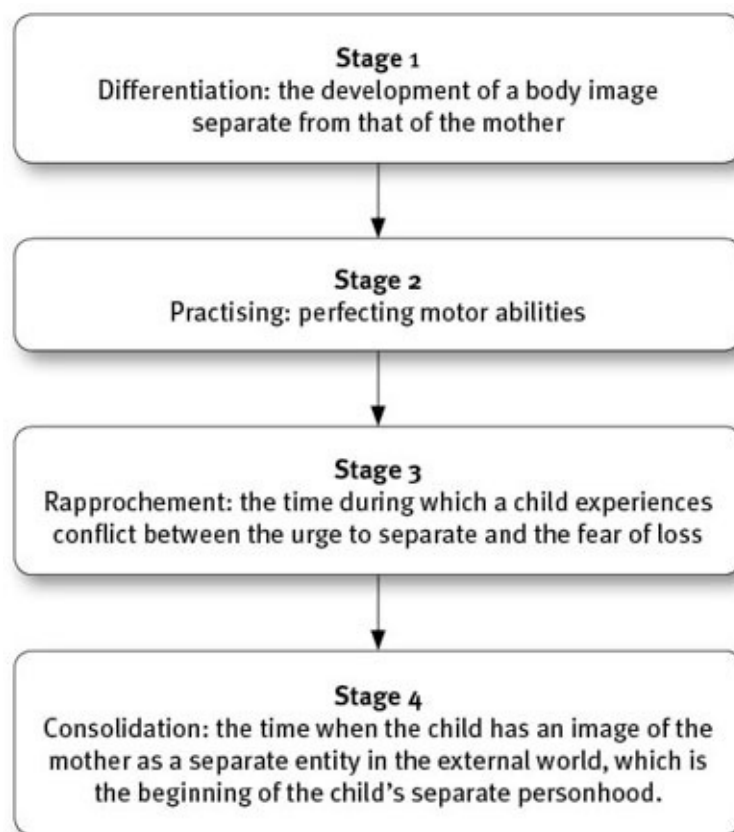 Stage 1
Differentiation: the development of a body image
separate from that of the mother
Stage 2
Practising: perfecting motor abilities
Stage 3
Rapprochement: the time during which a child experiences
conflict between the urge to separate and the fear of loss
Stage 4
Consolidation: the time when the child has an image of the
mother as a separate entity in the external world, which is
the beginning of the child's separate personhood.